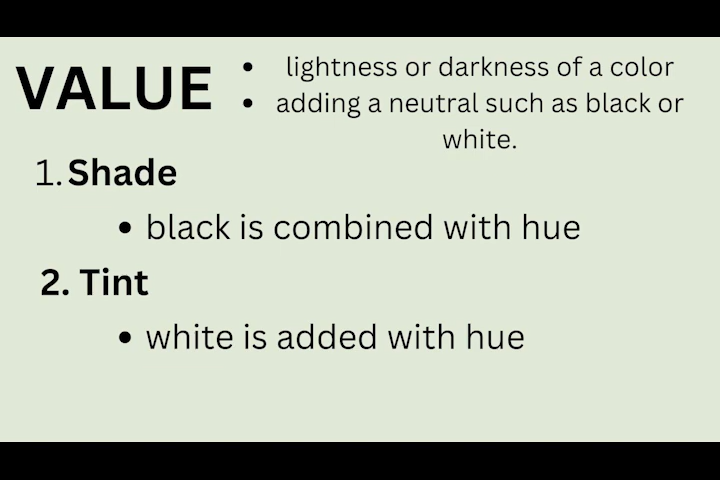 VALUE
• lightness or darkness of a color
• adding a neutral such as black or
white.
1. Shade
• black is combined with hue
2. Tint
• white is added with hue